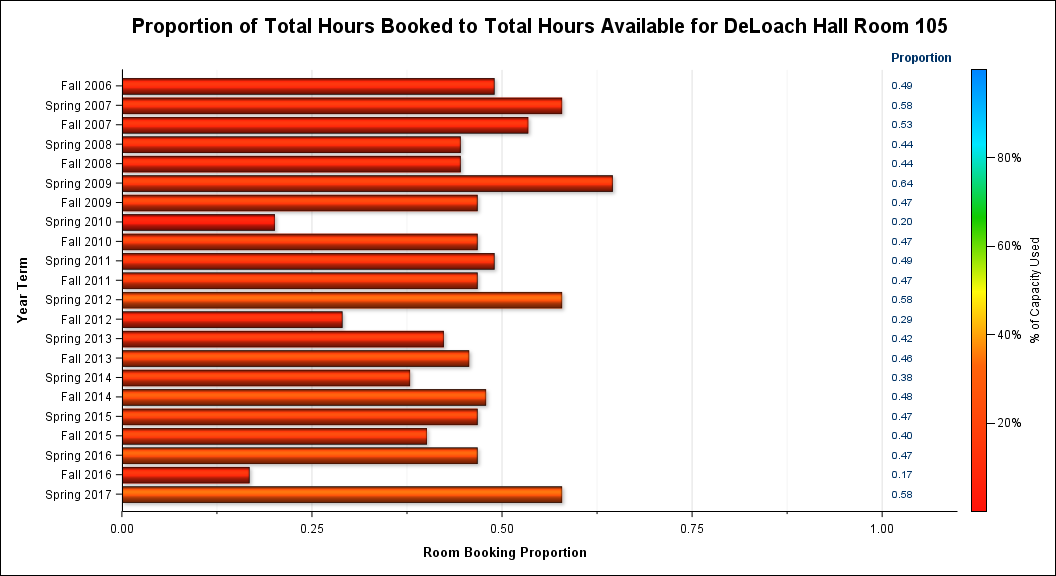 Proportion of Total Hours Booked to Total Hours Available for DeLoach Hall Room 105
Proportion
Fall 2006 0.49
Spring 2007 0.58
Fall 2007 0.53
Spring 2008 0.44
Fall 2008 0.44
Spring 2009 0.64
Fall 2009 0.47
Spring 2010 0.20
Fall 2010 0.47
Spring 2011 0.49
Fall 2011 0.47
Spring 2012 0.58
Fall 2012 0.29
Spring 2013 0.42
Fall 2013 0.46
Spring 2014 0.38
Fall 2014 0.48
Spring 2015 0.47
Fall 2015 0.40
Spring 2016 0.47
Fall 2016 0.17
Spring 2017 0.58
Year Term
0.00 0.25 0.50 0.75 1.00
Room Booking Proportion
80%
60%
40%
20%
% of Capacity Used